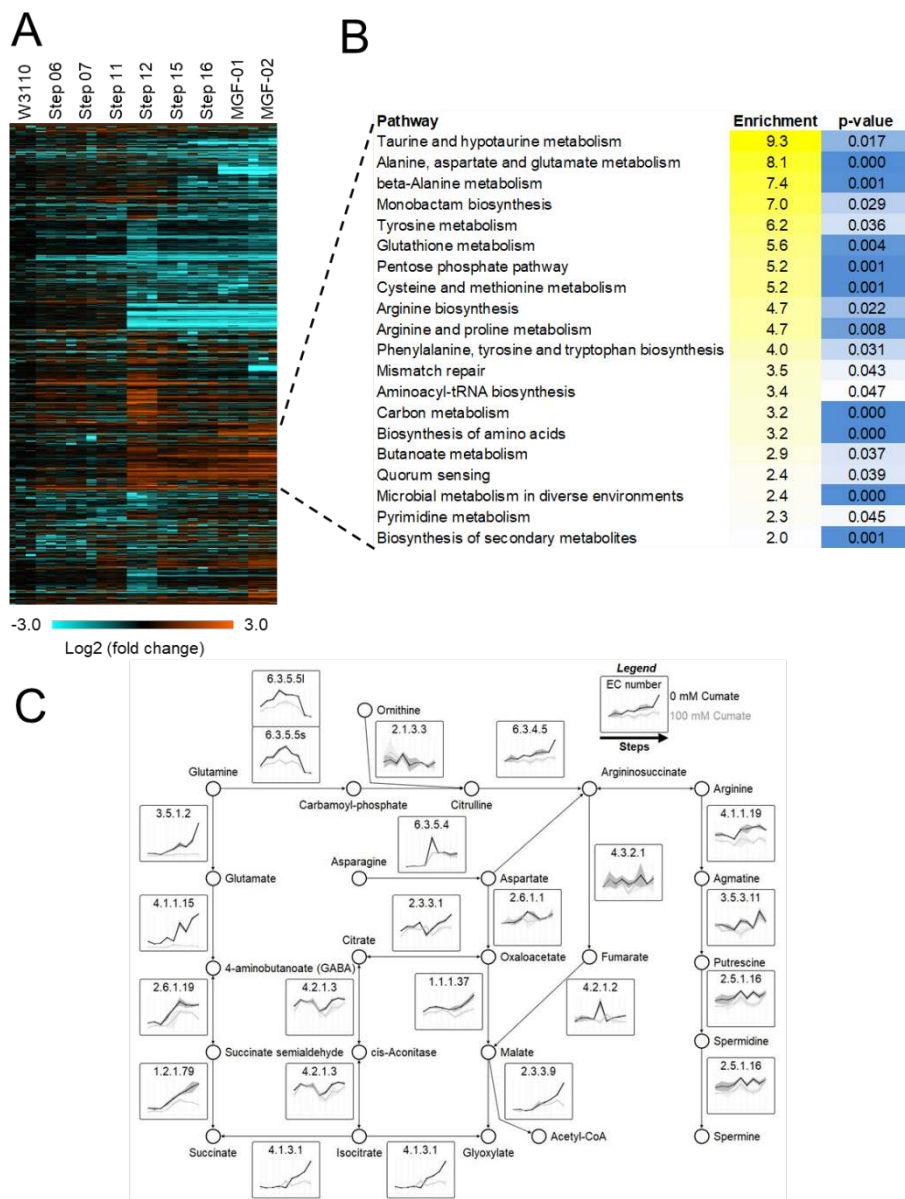 A
W3110
Step 06
Step 07
Step 11
Step 12
Step 15
Step 16
MGF-01
MGF-02
-3.0 3.0
Log2 (fold change)
B
Pathway Enrichment p-value
Taurine and hypotaurine metabolism 9.3 0.017
Alanine, aspartate and glutamate metabolism 8.1 0.000
beta-Alanine metabolism 7.4 0.001
Monobactam biosynthesis 7.0 0.029
Tyrosine metabolism 6.2 0.036
Glutathione metabolism 5.6 0.004
Pentose phosphate pathway 5.2 0.001
Cysteine and methionine metabolism 5.2 0.001
Arginine biosynthesis 4.7 0.022
Arginine and proline metabolism 4.7 0.008
Phenylalanine, tyrosine and tryptophan biosynthesis 4.0 0.031
Mismatch repair 3.5 0.043
Aminoacyl-tRNA biosynthesis 3.4 0.047
Carbon metabolism 3.2 0.000
Biosynthesis of amino acids 3.2 0.000
Butanoate metabolism 2.9 0.037
Quorum sensing 2.4 0.039
Microbial metabolism in diverse environments 2.4 0.000
Pyrimidine metabolism 2.3 0.045
Biosynthesis of secondary metabolites 2.0 0.001
C
Legend
EC number
0 mM Cumate
100 mM Cumate
Steps
6.3.5.5l
6.3.5.5s
Ornithine
2.1.3.3
6.3.4.5
Glutamine
Carbamoyl-phosphate
Citrulline
Argininosuccinate
Arginine
3.5.1.2
6.3.5.4
4.1.1.19
Asparagine
4.3.2.1
Glutamate
Aspartate
Agmatine
4.1.1.15
2.3.3.1
2.6.1.1
3.5.3.11
Citrate
Oxaloacetate
Fumarate
Putrescine
4-aminobutanoate (GABA)
2.6.1.19
4.2.1.3
1.1.1.37
4.2.1.2
2.5.1.16
Succinate semialdehyde
cis-Aconitase
Malate
Spermidine
1.2.1.79
4.2.1.3
2.3.3.9
2.5.1.16
Succinate
Isocitrate
Glyoxylate
Acetyl-CoA
Spermine
4.1.3.1
4.1.3.1